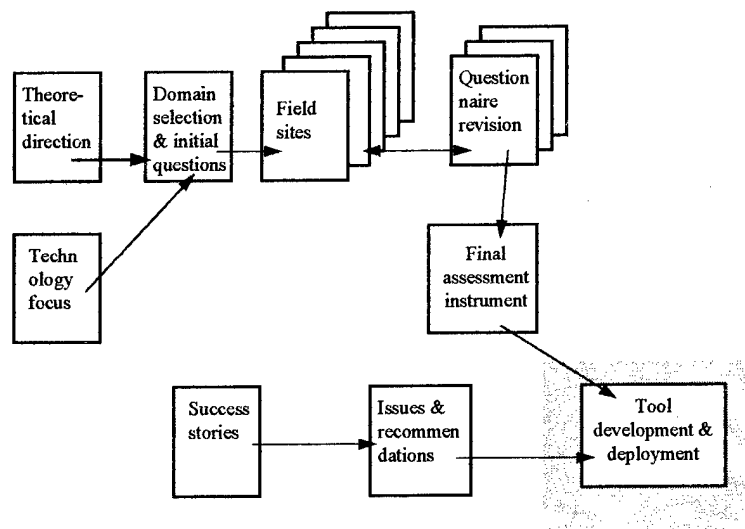 Theore-
tical
direction
Domain
selection
& initial
questions
Field
sites
Question
naire
revision
Techn
ology
focus
Final
assessment
instrument
Success
stories
Issues &
recommen
dations
Tool
development &
deployment